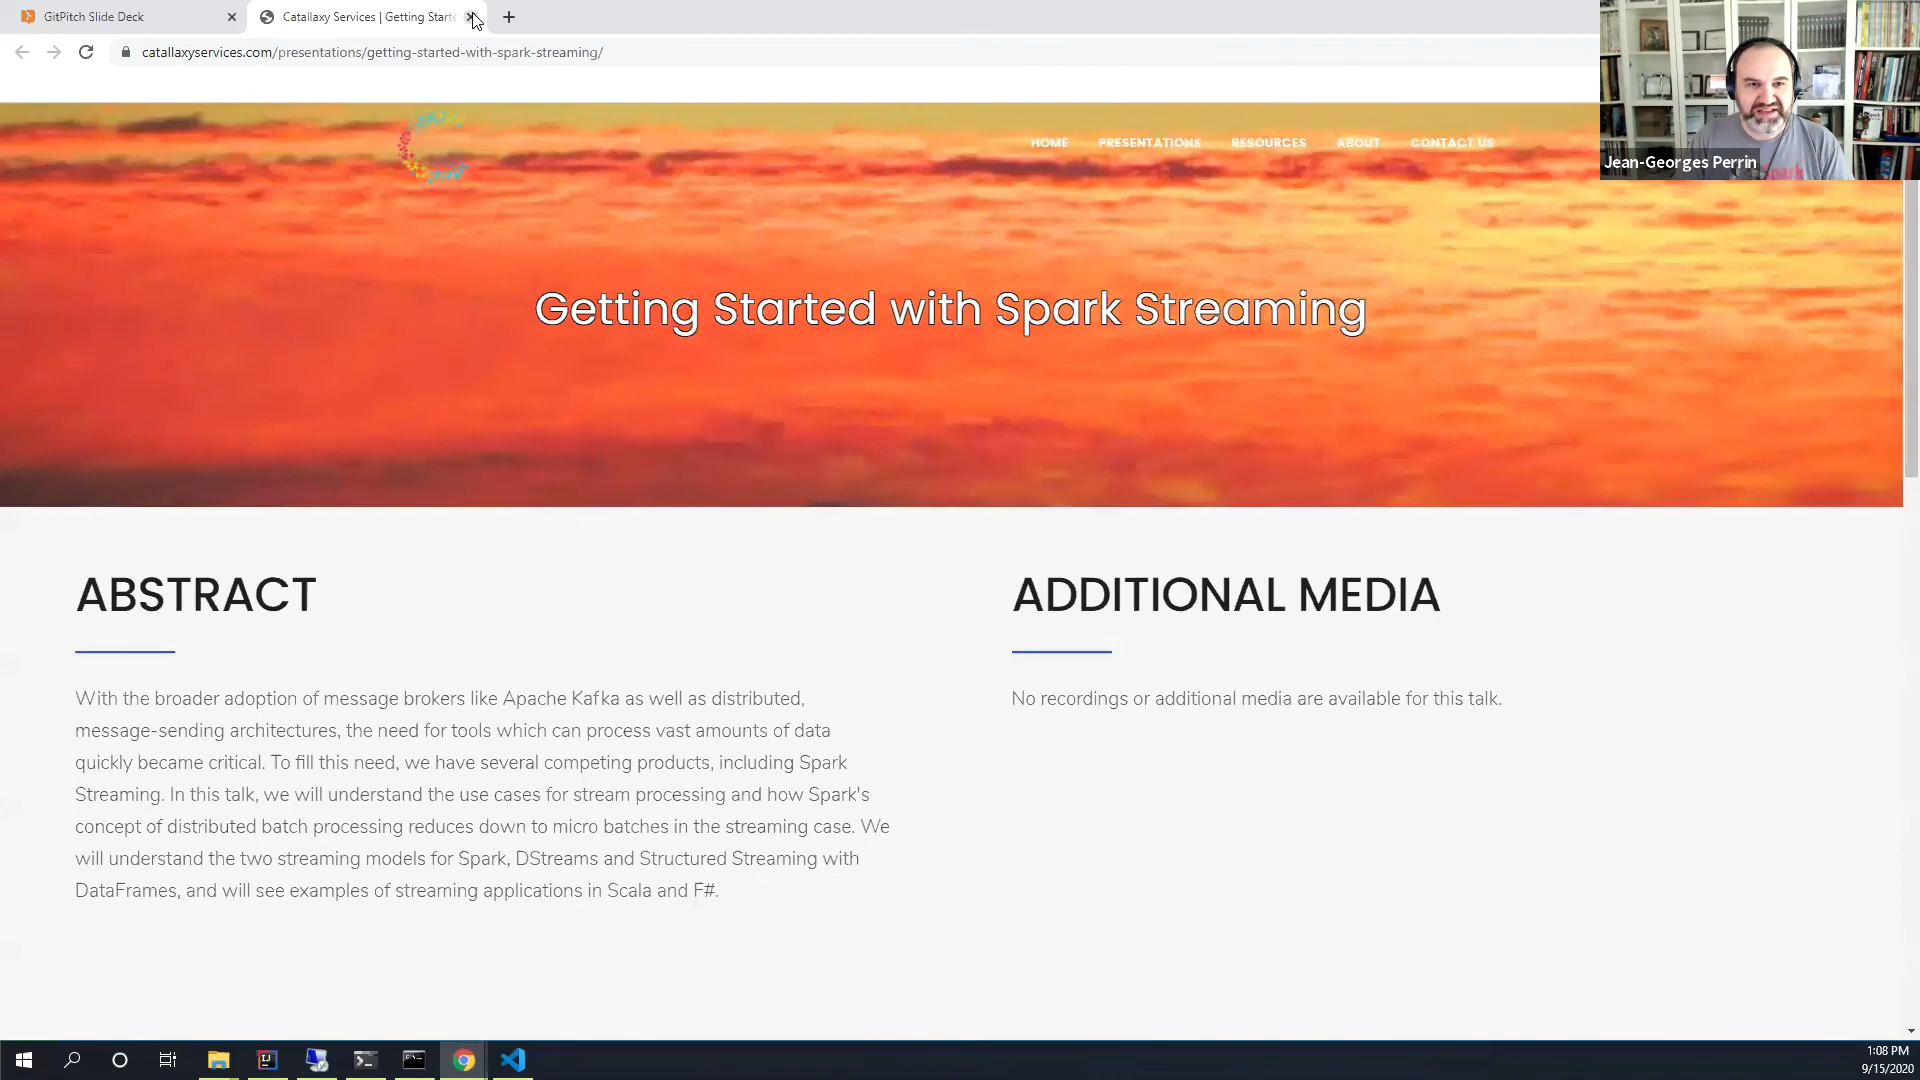 GitPitch Slide Deck
Catallaxy Services | Getting Starte
catallaxyservices.com/presentations/getting-started-with-spark-streaming/
HOME PRESENTATIONS RESOURCES ABOUT CONTACT US
Jean-Georges Perrin
Getting Started with Spark Streaming
ABSTRACT
With the broader adoption of message brokers like Apache Kafka as well as distributed,
message-sending architectures, the need for tools which can process vast amounts of data
quickly became critical. To fill this need, we have several competing products, including Spark
Streaming. In this talk, we will understand the use cases for stream processing and how Spark's
concept of distributed batch processing reduces down to micro batches in the streaming case. We
will understand the two streaming models for Spark, DStreams and Structured Streaming with
DataFrames, and will see examples of streaming applications in Scala and F#.
ADDITIONAL MEDIA
No recordings or additional media are available for this talk.
1:08 PM
9/15/2020